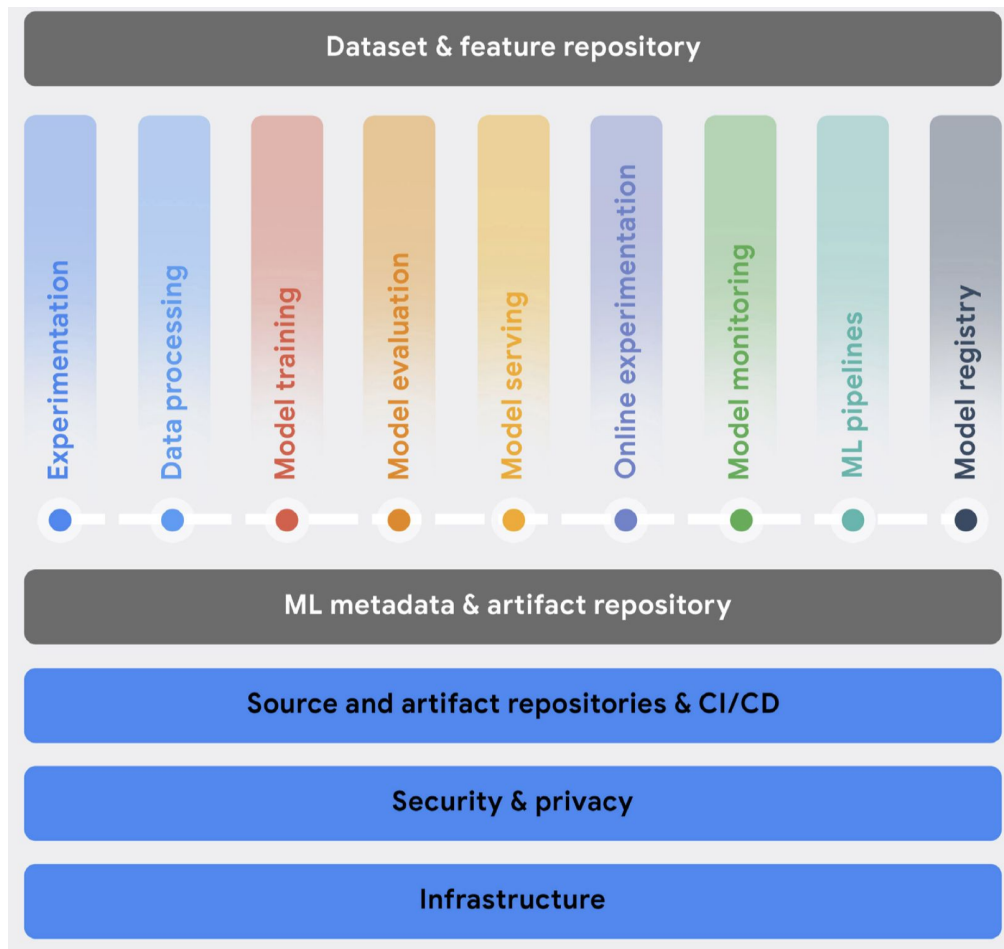 Dataset & feature repository
Experimentation
Data processing
Model training
Model evaluation
Model serving
Online experimentation
Model monitoring
ML pipelines
Model registry
ML metadata & artifact repository
Source and artifact repositories & CI/CD
Security & privacy
Infrastructure